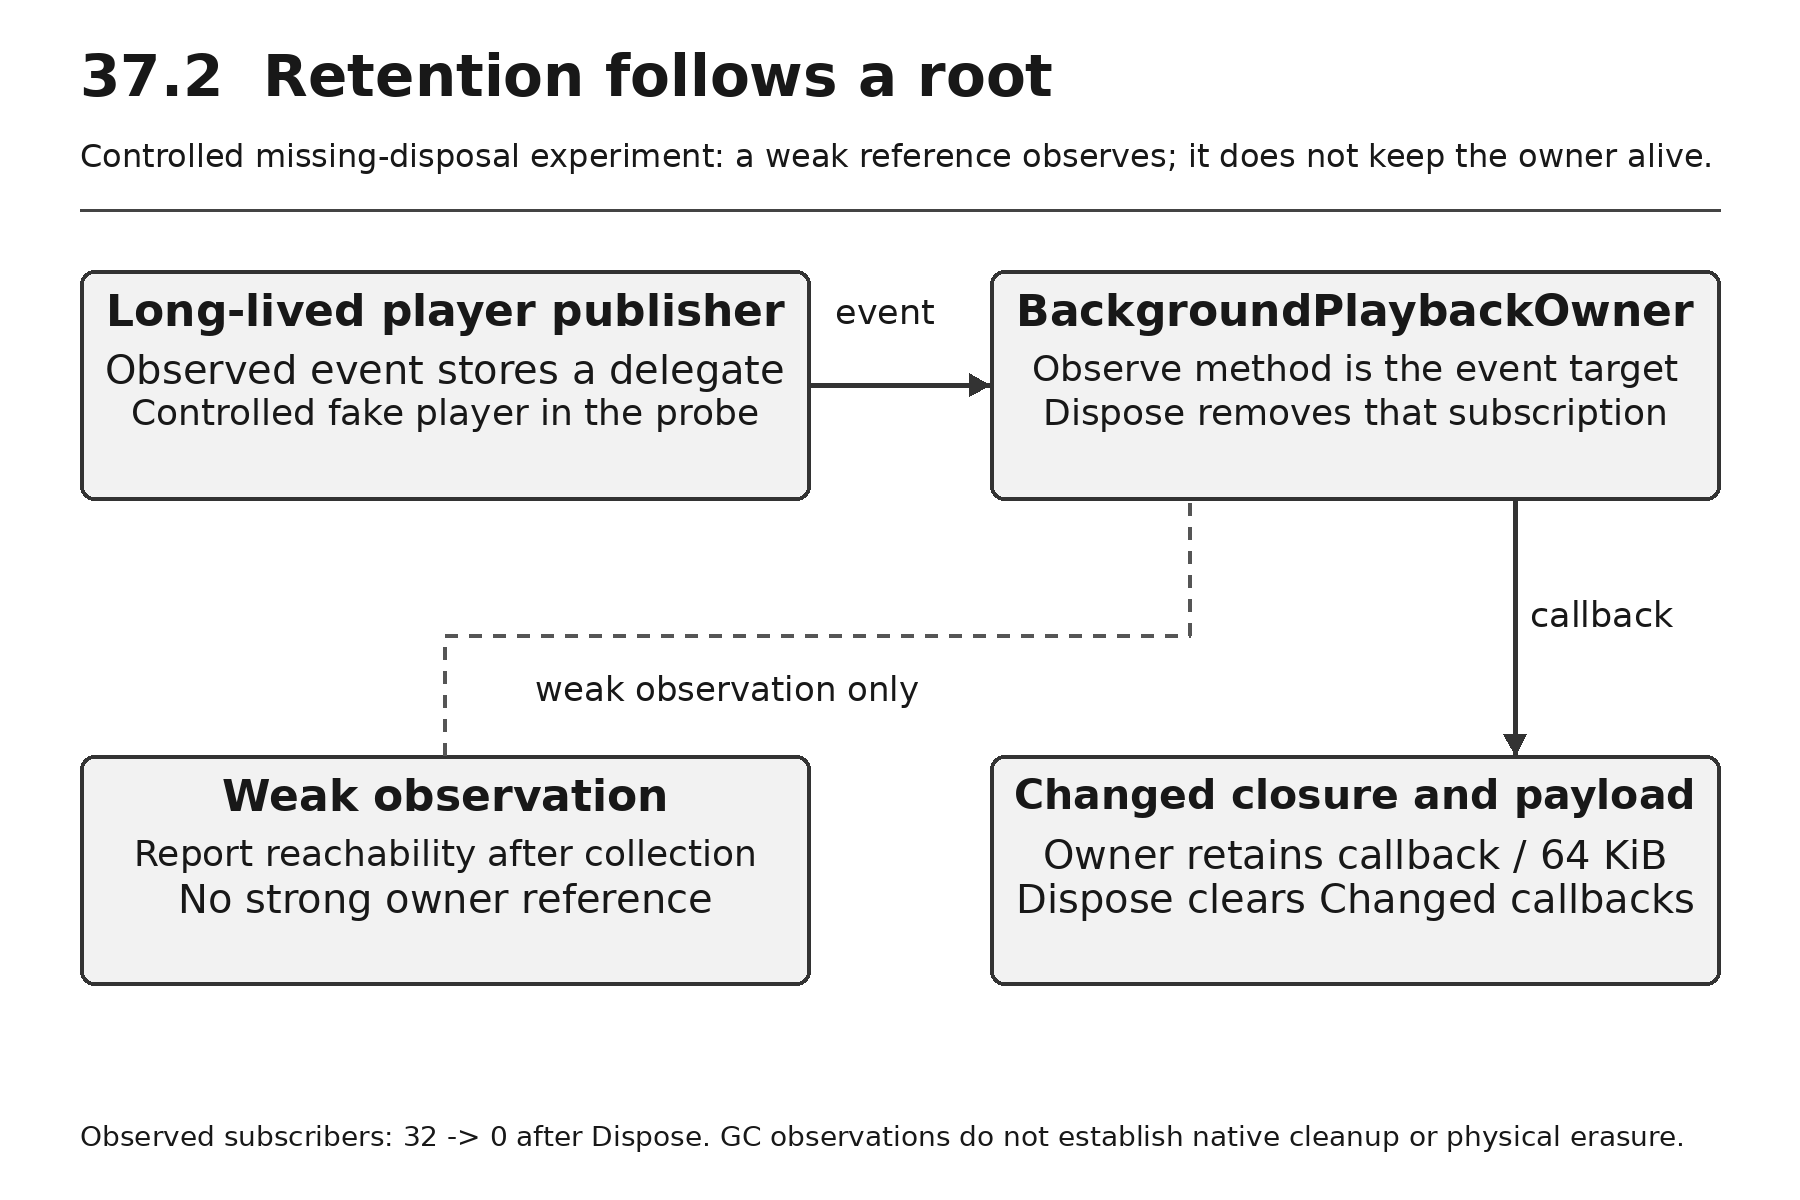 37.2  Retention follows a root
Controlled missing-disposal experiment: a weak reference observes; it does not keep the owner alive.
Long-lived player publisher
Observed event stores a delegate
Controlled fake player in the probe
event
BackgroundPlaybackOwner
Observe method is the event target
Dispose removes that subscription
callback
weak observation only
Weak observation
Report reachability after collection
No strong owner reference
Changed closure and payload
Owner retains callback / 64 KiB
Dispose clears Changed callbacks
Observed subscribers: 32 -> 0 after Dispose. GC observations do not establish native cleanup or physical erasure.